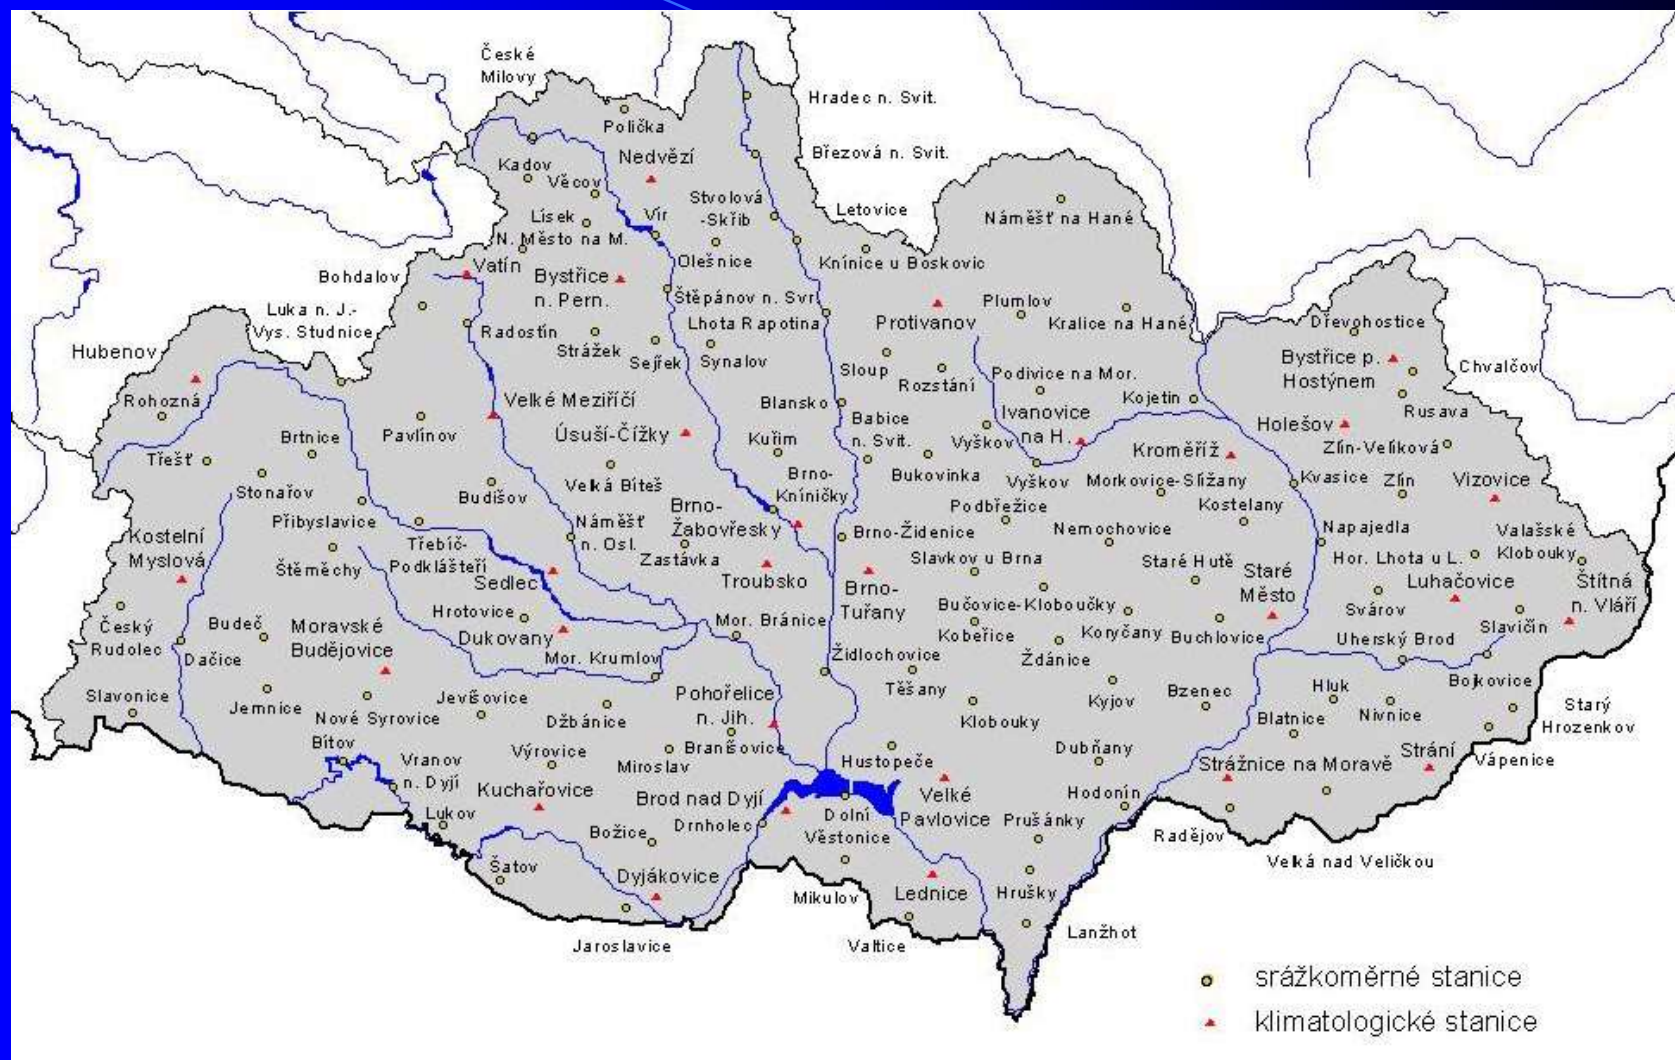 České
Milovy
Hradec n. Svit.
Polička
Březová n. Svit.
Nedvězí
Kadov
Věcov
Stvolová
-Skřib
Letovice
Náměšť na Hané
Lísek
Vír
N. Město na M.
Olešnice
Knínice u Boskovic
Bohdalov
Vatín
Bystřice
n. Pern.
Štěpánov n. Svr.
Plumlov
Luka n. J.-
Vys. Studnice
Radostín
Lhota Rapotina
Protivanov
Kralice na Hané
Dřevohostice
Hubenov
Strážek
Sejřek
Synalov
Sloup
Rozstání
Podivice na Mor.
Bystřice p.
Hostýnem
Chvalčov
Rohozná
Velké Meziříčí
Blansko
Babice
n. Svit.
Ivanovice
na H.
Kojetín
Rusava
Brtnice
Pavlínov
Úsuší-Čížky
Kuřim
Vyškov
Holešov
Zlín-Velíková
Třešť
Bukovinka
Kroměříž
Stonařov
Budišov
Velká Bíteš
Brno-
Kníničky
Vyškov
Morkovice-Slížany
Kvasice
Zlín
Vizovice
Přibyslavice
Brno-
Žabovřesky
Podbřežice
Kostelany
Kostelní
Myslová
Náměšť
n. Osl.
Brno-Židenice
Nemochovice
Napajedla
Valašské
Klobouky
Štěměchy
Třebíč-
Podklášteří
Zastávka
Slavkov u Brna
Staré Hutě
Hor. Lhota u L.
Sedlec
Troubsko
Brno-
Tuřany
Staré
Město
Luhačovice
Štítná
n. Vláří
Český
Rudolec
Budeč
Moravské
Budějovice
Hrotovice
Mor. Bránice
Bučovice-Kloboučky
Svárov
Dukovany
Kobeřice
Koryčany
Buchlovice
Slavičín
Dačice
Mor. Krumlov
Židlochovice
Ždánice
Uherský Brod
Slavonice
Jemnice
Nové Syrovice
Jevišovice
Džbánice
Pohořelice
n. Jih.
Těšany
Kyjov
Bzenec
Hluk
Bojkovice
Starý
Hrozenkov
Klobouky
Blatnice
Nivnice
Bítov
Výrovice
Miroslav
Branišovice
Hustopeče
Dubňany
Strání
Vápenice
Vranov
n. Dyjí
Strážnice na Moravě
Kuchařovice
Brod nad Dyjí
Velké
Pavlovice
Hodonín
Lukov
Božice
Drnholec
Dolní
Věstonice
Prušánky
Radějov
Velká nad Veličkou
Šatov
Dyjákovice
Mikulov
Lednice
Hrušky
Jaroslavice
Valtice
Lanžhot
srážkoměrné stanice
klimatologické stanice